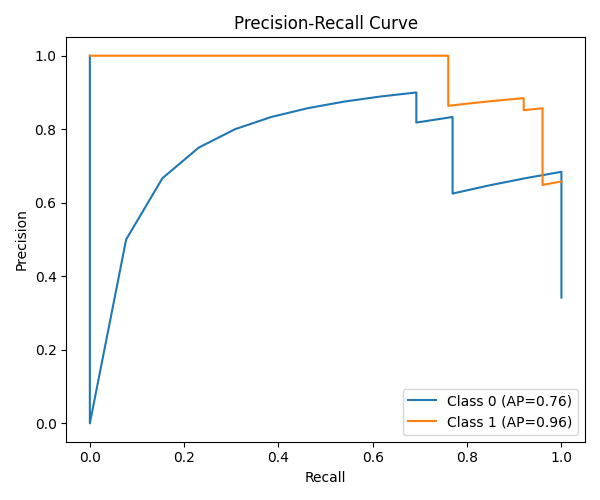 Precision-Recall Curve
Precision
1.0
0.8
0.6
0.4
0.2
0.0
0.0 0.2 0.4 0.6 0.8 1.0
Recall
Class 0 (AP=0.76)
Class 1 (AP=0.96)